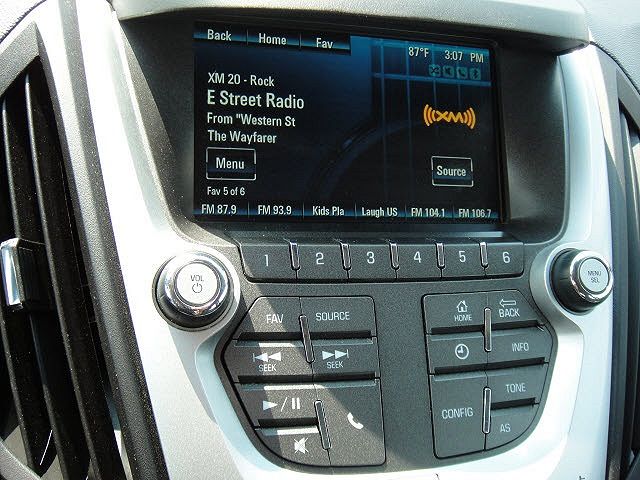 Back Home Fav 87°F 3:07 PM
XM 20 - Rock
E Street Radio
From "Western St
The Wayfarer
((XM))
Menu Source
Fav 5 of 6
FM 87.9 FM 93.9 Kids Pla Laugh US FM 104.1 FM 106.7
1 2 3 4 5 6
VOL
MENU
SEL
FAV SOURCE
HOME BACK
SEEK SEEK
INFO
CONFIG TONE
AS